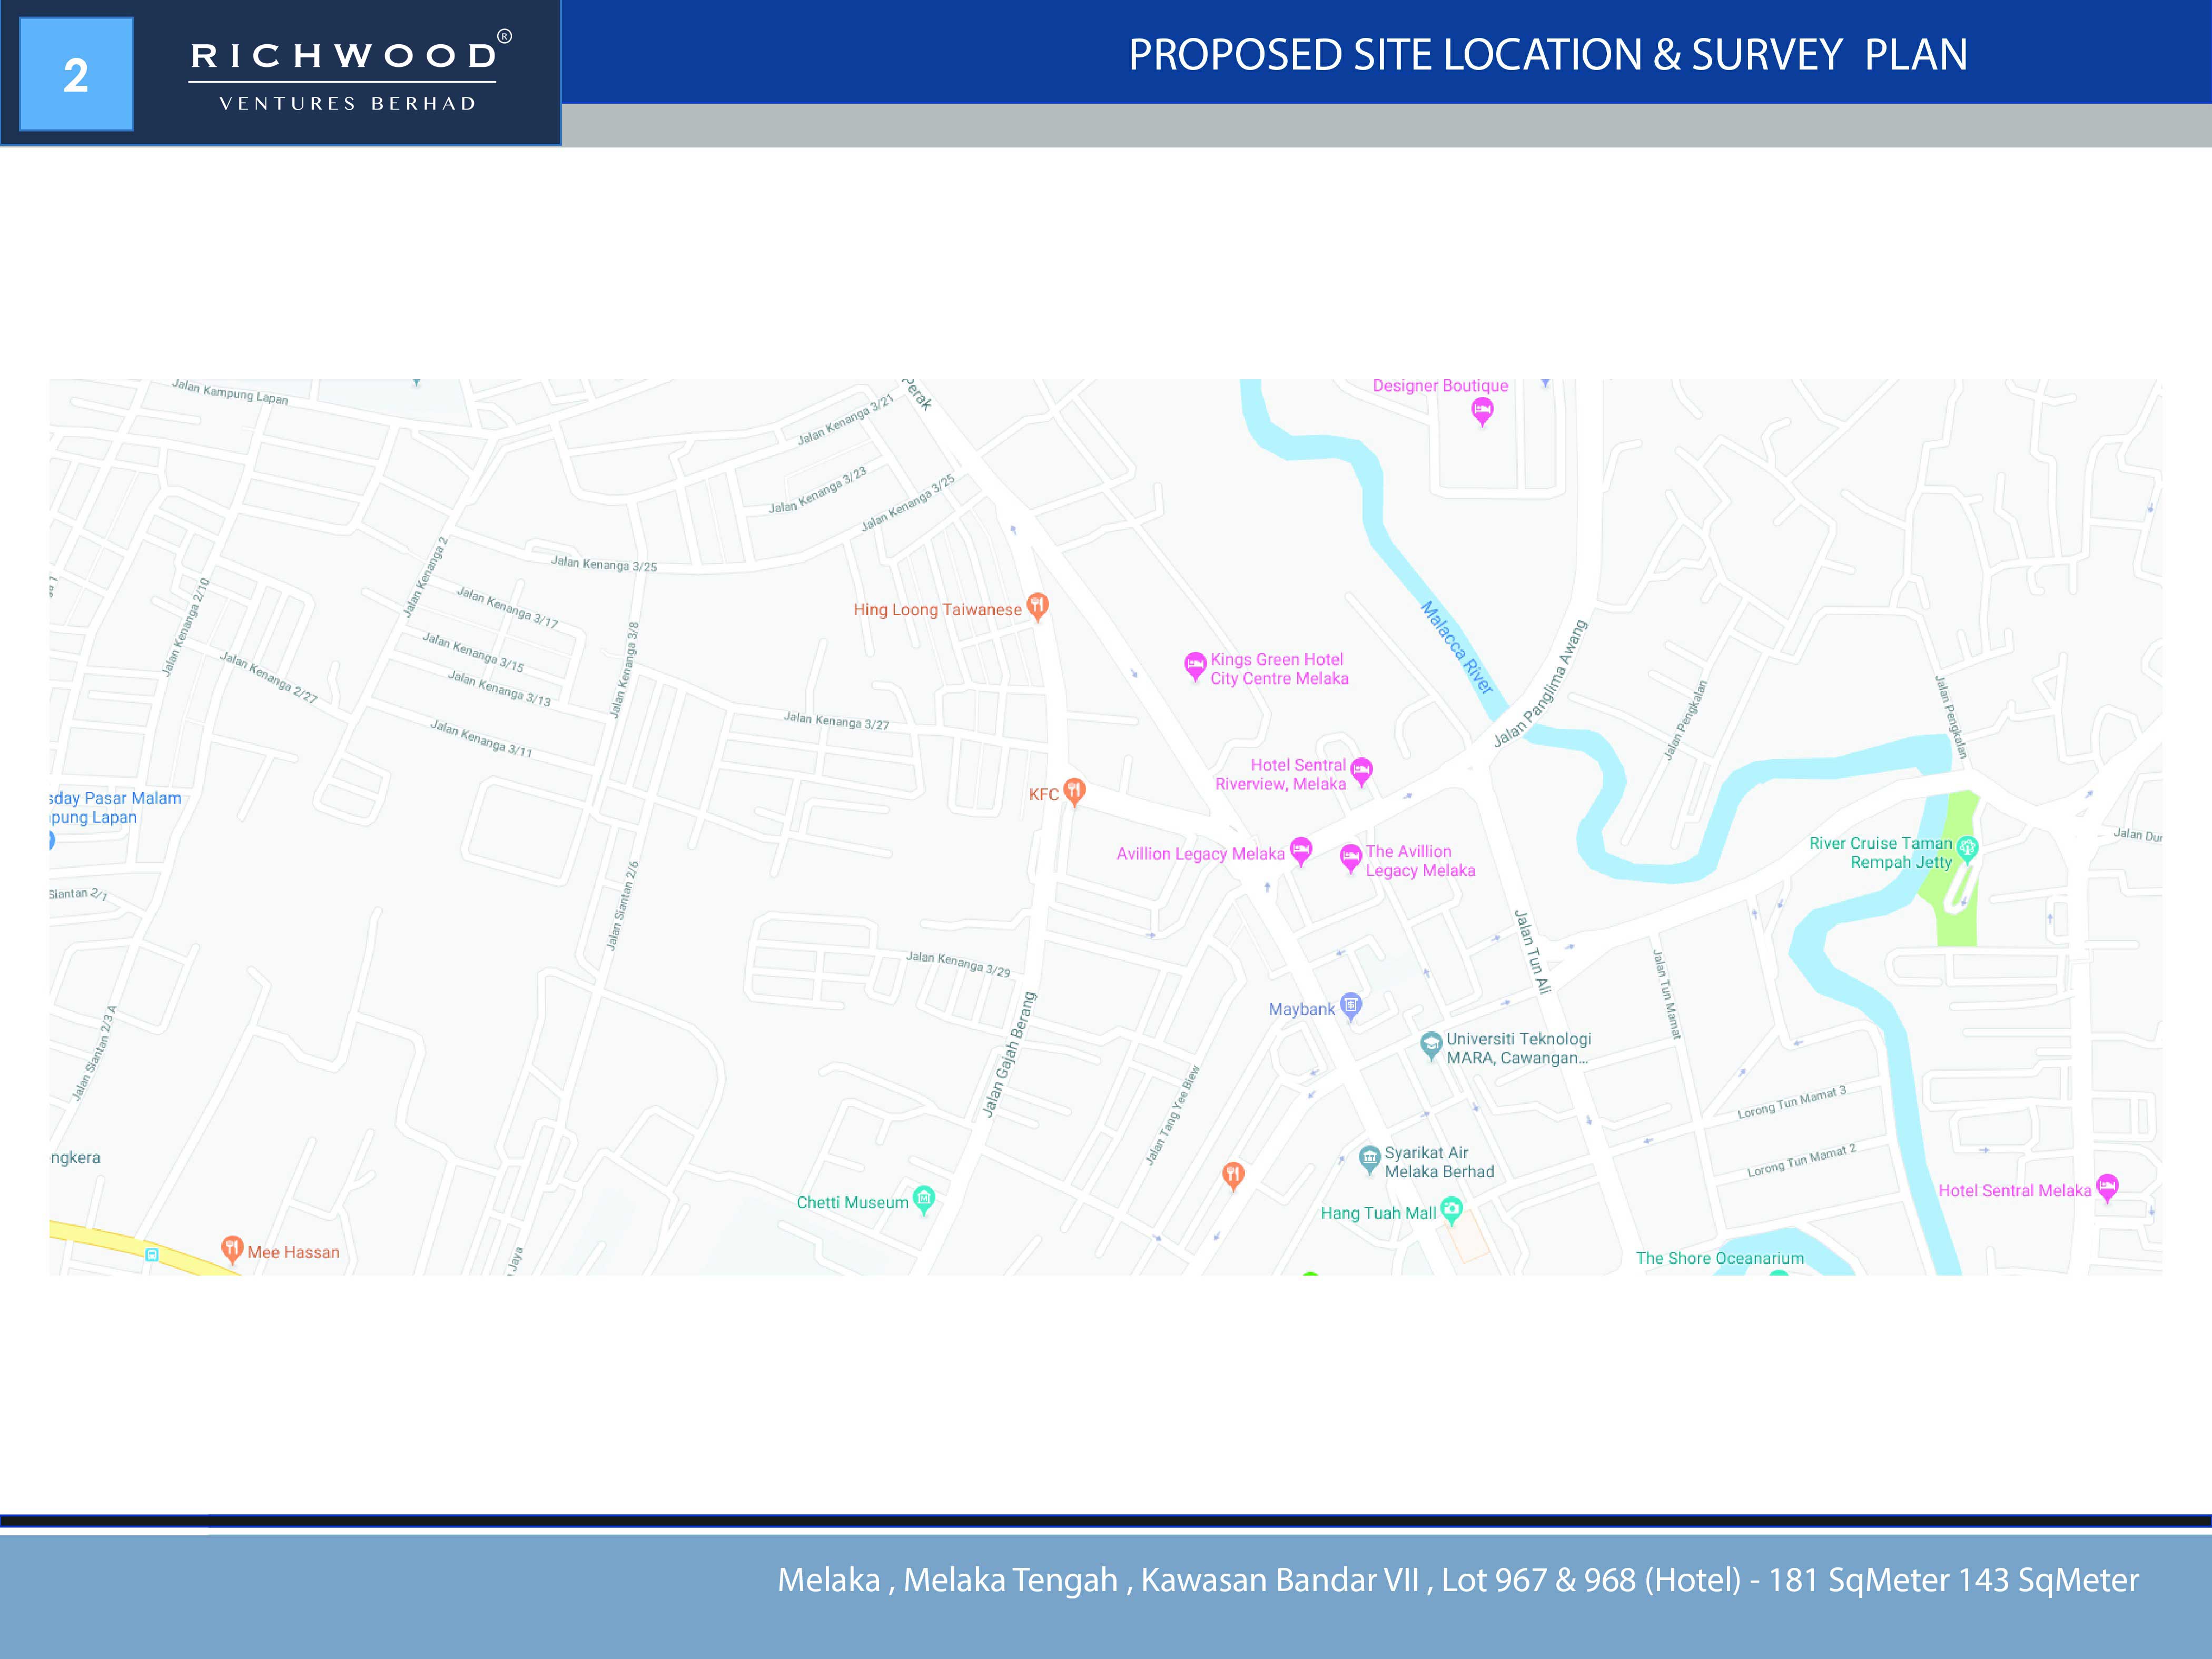 2
RICHWOOD®
VENTURES BERHAD
PROPOSED SITE LOCATION & SURVEY PLAN
Jalan Kampung Lapan
Perak
Jalan Kenanga 3/21
Designer Boutique
Jalan Kenanga 3/23
Jalan Kenanga 3/25
Jalan Kenanga 2
Jalan Kenanga 3/25
Jalan Kenanga 2/10
Jalan Kenanga 3/17
Hing Loong Taiwanese
Malacca River
Jalan Panglima Awang
Jalan Kenanga 3/15
Jalan Kenanga 3/8
Jalan Kenanga 2/27
Jalan Kenanga 3/13
Kings Green Hotel
City Centre Melaka
Jalan Pengkalan
Jalan Pengkalan
Jalan Kenanga 3/11
Jalan Kenanga 3/27
Hotel Sentral
Riverview, Melaka
sday Pasar Malam
pung Lapan
KFC
Jalan Dur
River Cruise Taman
Rempah Jetty
Avillion Legacy Melaka
The Avillion
Legacy Melaka
Siantan 2/1
Jalan Siantan 2/6
Jalan Tun Ali
Jalan Kenanga 3/29
Jalan Tun Mamat
Jalan Siantan 2/3 A
Jalan Gajah Berang
Maybank
Universiti Teknologi
MARA, Cawangan...
Jalan Tang Yee Biew
Lorong Tun Mamat 3
ngkera
Syarikat Air
Melaka Berhad
Lorong Tun Mamat 2
Chetti Museum
Hang Tuah Mall
Hotel Sentral Melaka
Mee Hassan
Jaya
The Shore Oceanarium
Melaka , Melaka Tengah , Kawasan Bandar VII , Lot 967 & 968 (Hotel) - 181 SqMeter 143 SqMeter